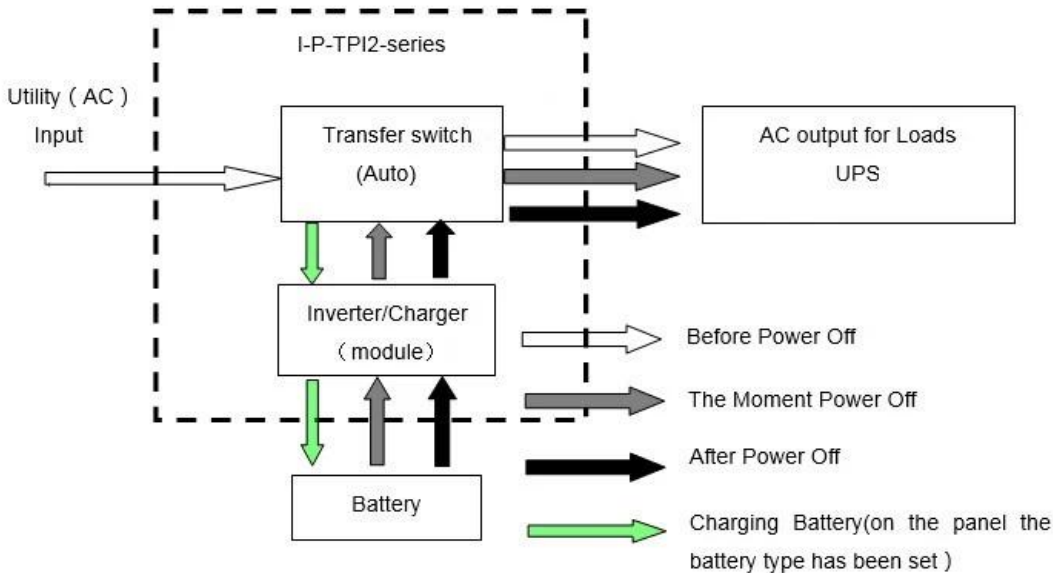 I-P-TPI2-series
Utility（AC）
Input
Transfer switch
(Auto)
AC output for Loads
UPS
Inverter/Charger
（module）
Before Power Off
The Moment Power Off
After Power Off
Battery
Charging Battery(on the panel the
battery type has been set）